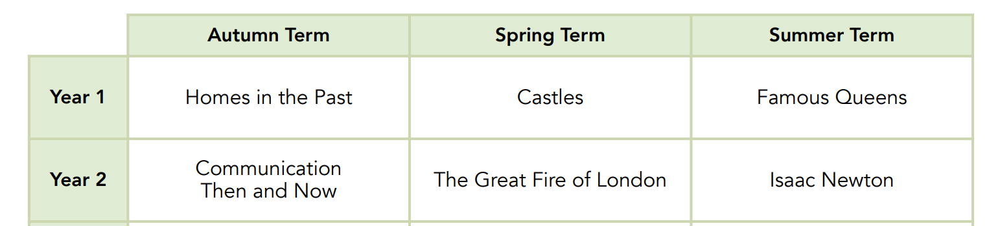 Autumn Term Spring Term Summer Term
Year 1 Homes in the Past Castles Famous Queens
Year 2 Communication
Then and Now The Great Fire of London Isaac Newton